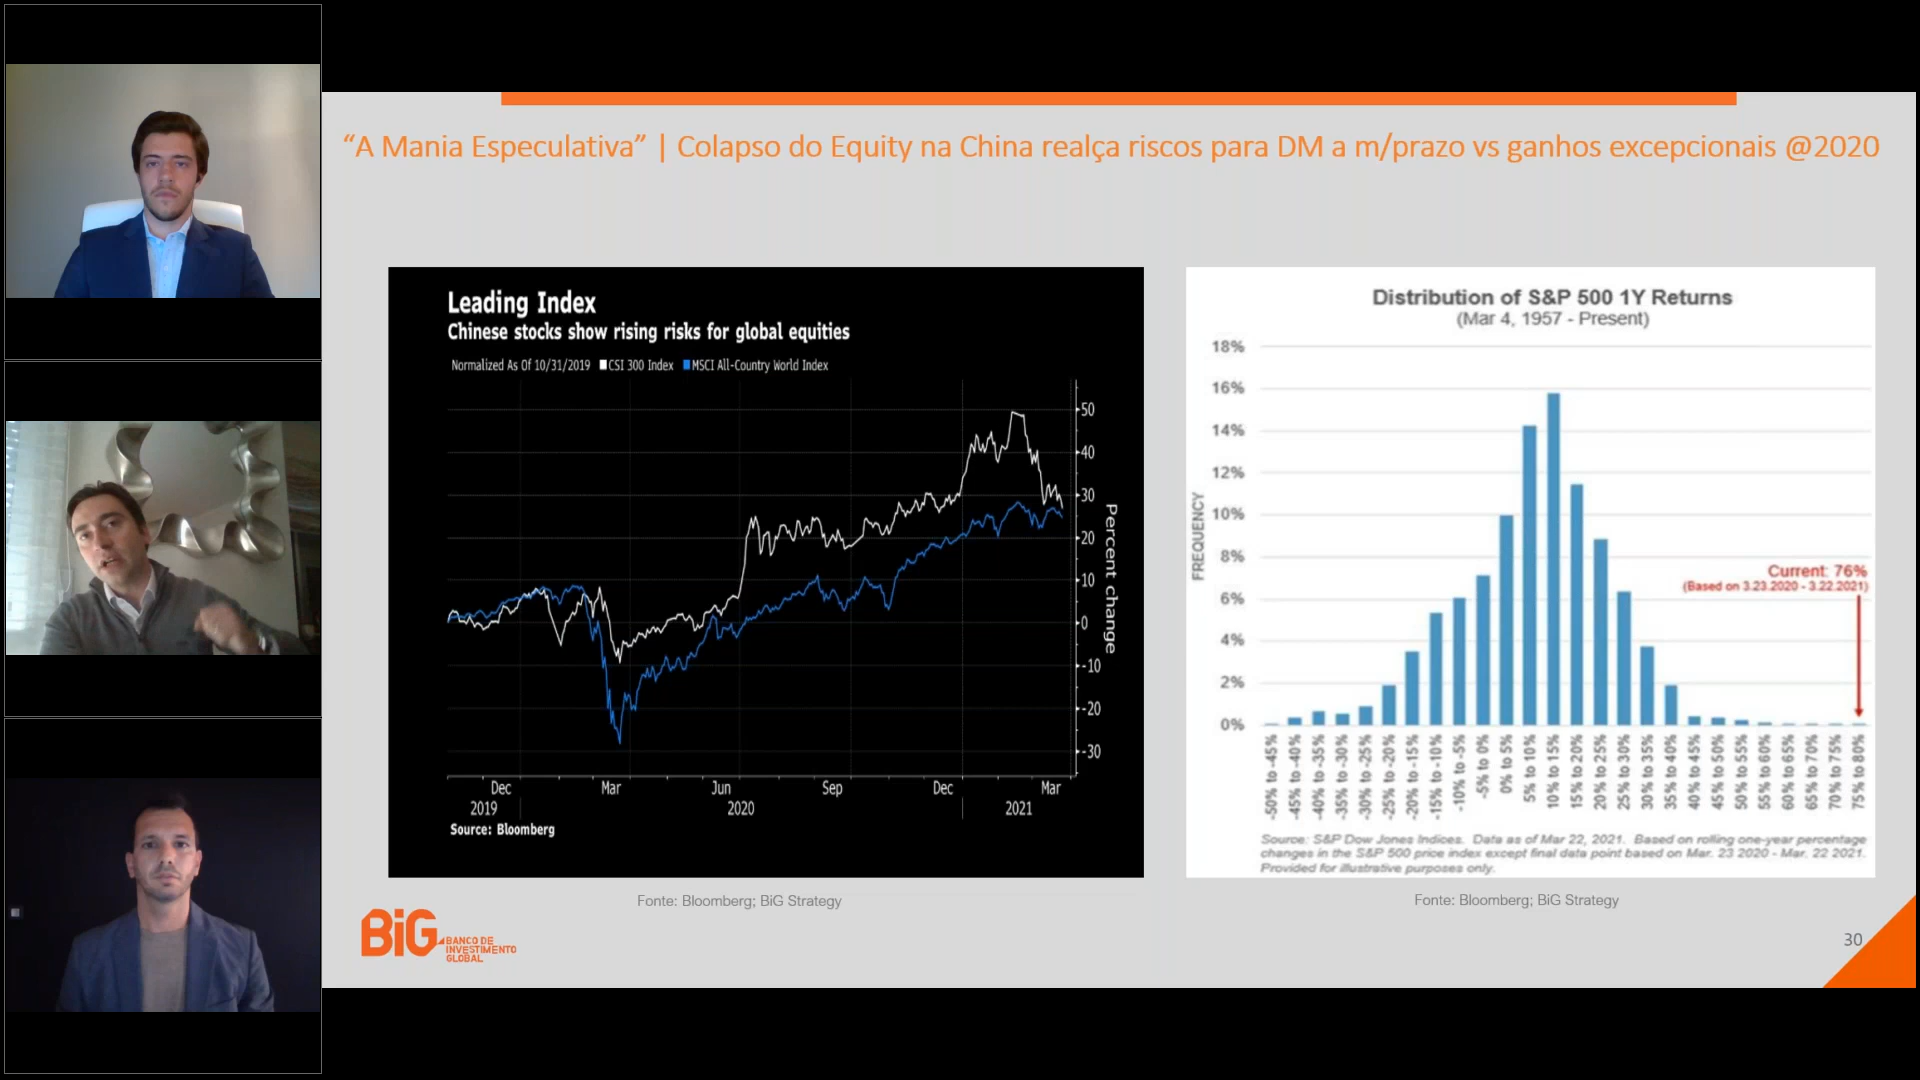 “A Mania Especulativa” | Colapso do Equity na China realça riscos para DM a m/prazo vs ganhos excepcionais @2020
Leading Index
Chinese stocks show rising risks for global equities
Normalized As Of 10/31/2019 CSI 300 Index MSCI All-Country World Index
50
40
30
20
10
0
-10
-20
-30
Percent change
Dec Mar Jun Sep Dec Mar
2019 2020 2021
Source: Bloomberg
Fonte: Bloomberg; BiG Strategy
Distribution of S&P 500 1Y Returns
(Mar 4, 1957 - Present)
18%
16%
14%
12%
10%
8%
6%
4%
2%
0%
FREQUENCY
Current: 76%
(Based on 3.23.2020 - 3.22.2021)
-50% to -45%
-45% to -40%
-40% to -35%
-35% to -30%
-30% to -25%
-25% to -20%
-20% to -15%
-15% to -10%
-10% to -5%
-5% to 0%
0% to 5%
5% to 10%
10% to 15%
15% to 20%
20% to 25%
25% to 30%
30% to 35%
35% to 40%
40% to 45%
45% to 50%
50% to 55%
55% to 60%
60% to 65%
65% to 70%
70% to 75%
75% to 80%
Source: S&P Dow Jones Indices. Data as of Mar 22, 2021. Based on rolling one-year percentage
changes in the S&P 500 price index except final data point based on Mar. 23 2020 - Mar. 22 2021.
Provided for illustrative purposes only.
Fonte: Bloomberg; BiG Strategy
BiG
BANCO DE
INVESTIMENTO
GLOBAL
30